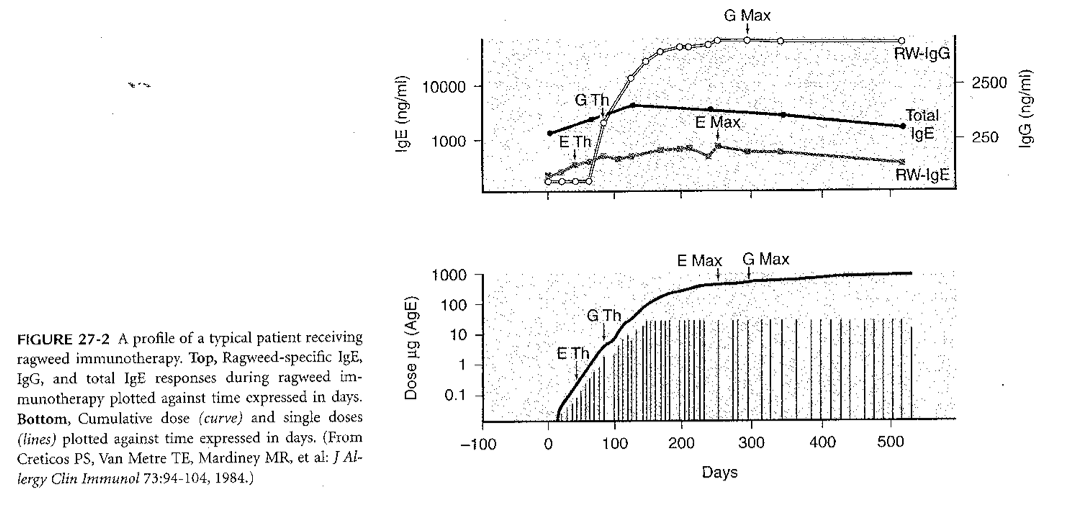 G Max
RW-IgG
10000
2500
G Th
IgE (ng/ml)
IgG (ng/ml)
Total
IgE
E Max
1000
250
E Th
RW-IgE
E Max G Max
1000
100
G Th
10
Dose µg (AgE)
E Th
1
0.1
−100 0 100 200 300 400 500
Days
FIGURE 27-2 A profile of a typical patient receiving
ragweed immunotherapy. Top, Ragweed-specific IgE,
IgG, and total IgE responses during ragweed im-
munotherapy plotted against time expressed in days.
Bottom, Cumulative dose (curve) and single doses
(lines) plotted against time expressed in days. (From
Creticos PS, Van Metre TE, Mardiney MR, et al: J Al-
lergy Clin Immunol 73:94-104, 1984.)